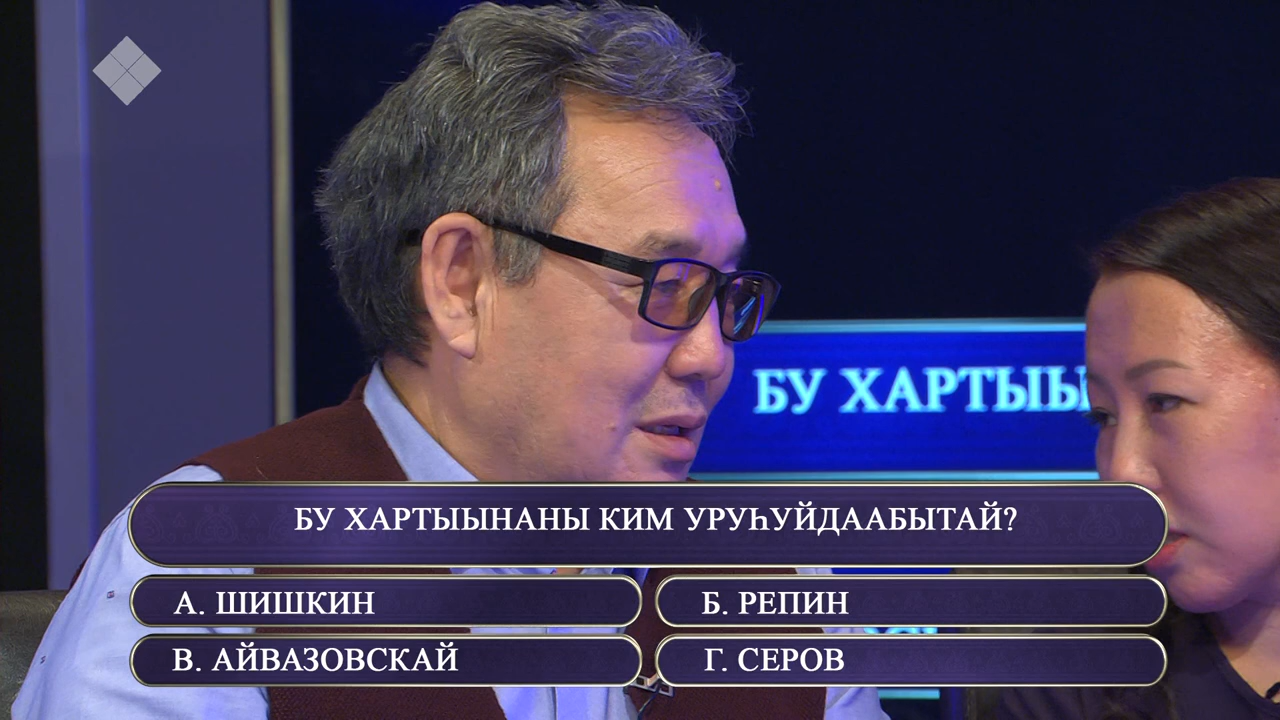 БУ ХАРТЫЫ
БУ ХАРТЫЫНАНЫ КИМ УРУҺУЙДААБЫТАЙ?
А. ШИШКИН
Б. РЕПИН
В. АЙВАЗОВСКАЙ
Г. СЕРОВ